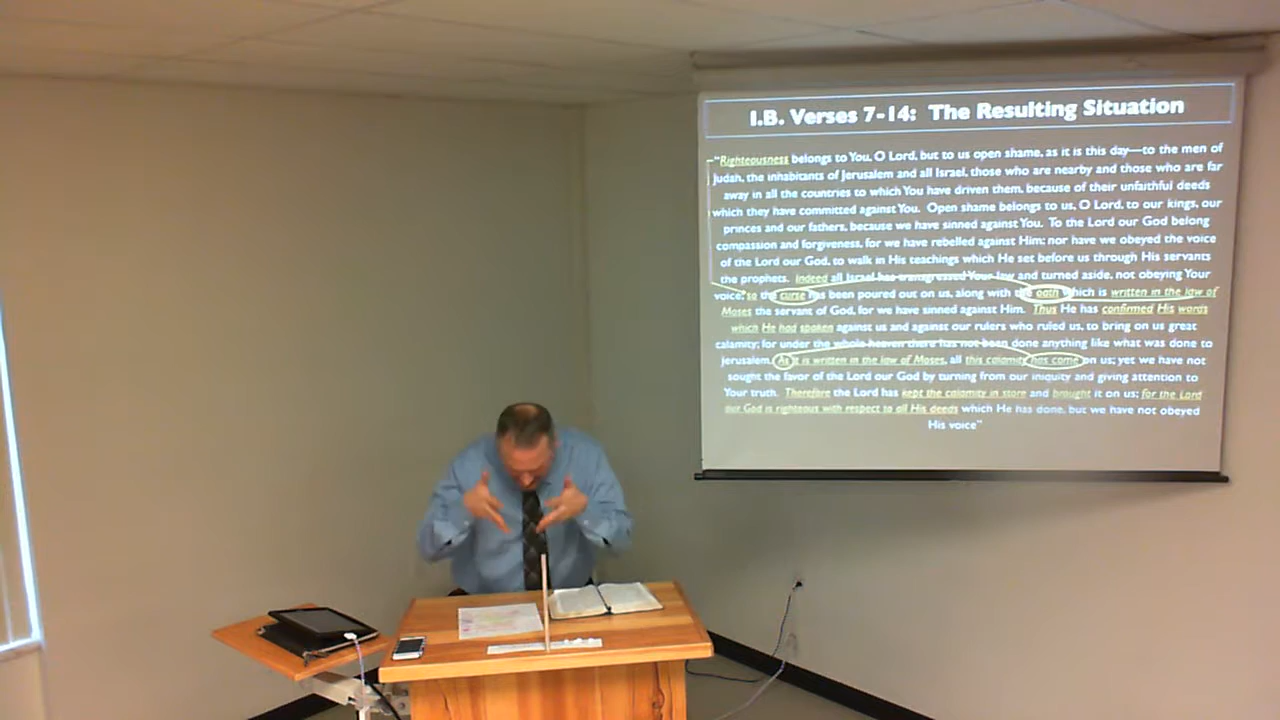 I.B. Verses 7-14: The Resulting Situation
"Righteousness belongs to You, O Lord, but to us open shame, as it is this day—to the men of
Judah, the inhabitants of Jerusalem and all Israel, those who are nearby and those who are far
away in all the countries to which You have driven them, because of their unfaithful deeds
which they have committed against You. Open shame belongs to us, O Lord, to our kings, our
princes and our fathers, because we have sinned against You. To the Lord our God belong
compassion and forgiveness, for we have rebelled against Him; nor have we obeyed the voice
of the Lord our God, to walk in His teachings which He set before us through His servants
the prophets. Indeed all Israel has transgressed Your law and turned aside, not obeying Your
voice; so the curse has been poured out on us, along with the oath which is written in the law of
Moses the servant of God, for we have sinned against Him. Thus He has confirmed His words
which He had spoken against us and against our rulers who ruled us, to bring on us great
calamity; for under the whole heaven there has not been done anything like what was done to
Jerusalem. As it is written in the law of Moses, all this calamity has come on us; yet we have not
sought the favor of the Lord our God by turning from our iniquity and giving attention to
Your truth. Therefore the Lord has kept the calamity in store and brought it on us; for the Lord
our God is righteous with respect to all His deeds which He has done, but we have not obeyed
His voice"